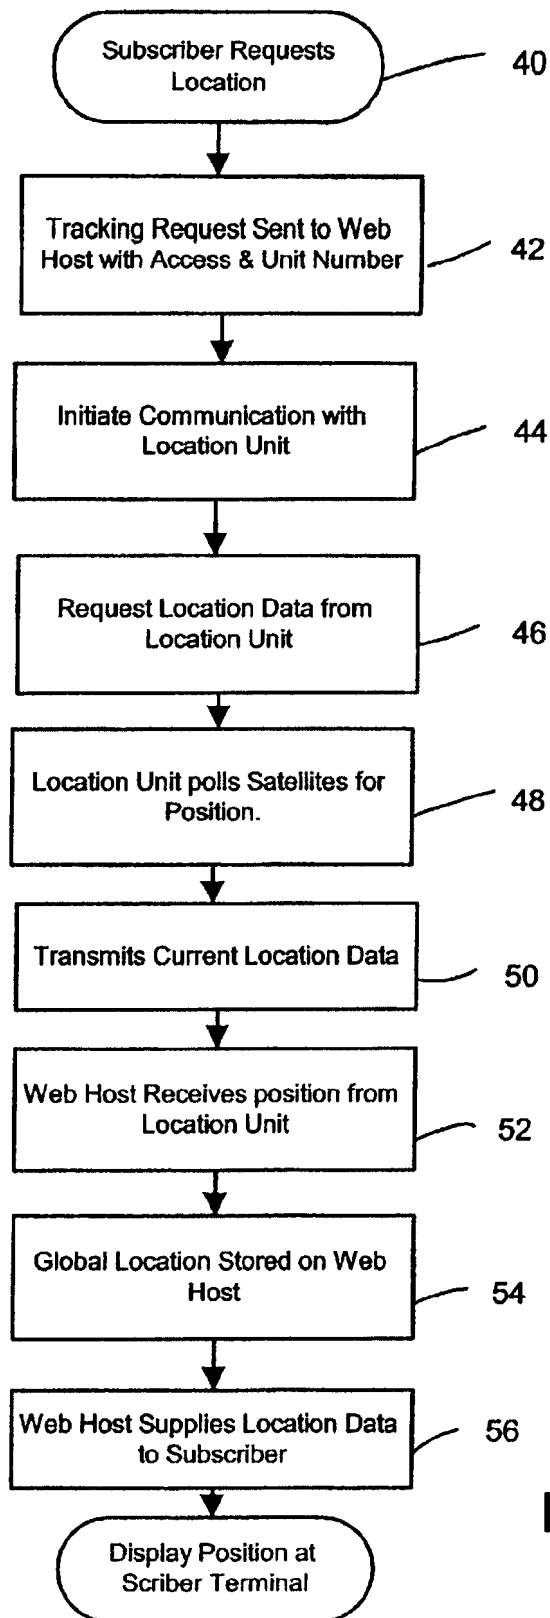 Subscriber Requests
Location
40
Tracking Request Sent to Web
Host with Access & Unit Number
42
Initiate Communication with
Location Unit
44
Request Location Data from
Location Unit
46
Location Unit polls Satellites for
Position.
48
Transmits Current Location Data
50
Web Host Receives position from
Location Unit
52
Global Location Stored on Web
Host
54
Web Host Supplies Location Data
to Subscriber
56
Display Position at
Scriber Terminal